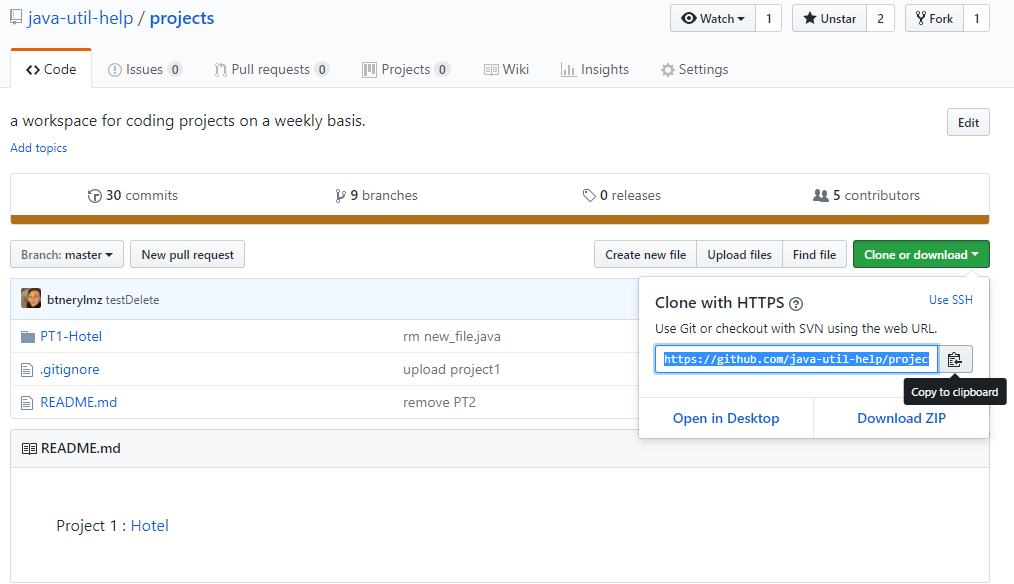 java-util-help / projects
Watch 1 Unstar 2 Fork 1
Code Issues 0 Pull requests 0 Projects 0 Wiki Insights Settings
a workspace for coding projects on a weekly basis.
Edit
Add topics
30 commits 9 branches 0 releases 5 contributors
Branch: master New pull request Create new file Upload files Find file Clone or download
btnerylmz testDelete
PT1-Hotel rm new_file.java
.gitignore upload project1
README.md remove PT2
Clone with HTTPS ? Use SSH
Use Git or checkout with SVN using the web URL.
https://github.com/java-util-help/projec
Copy to clipboard
Open in Desktop Download ZIP
README.md
Project 1 : Hotel